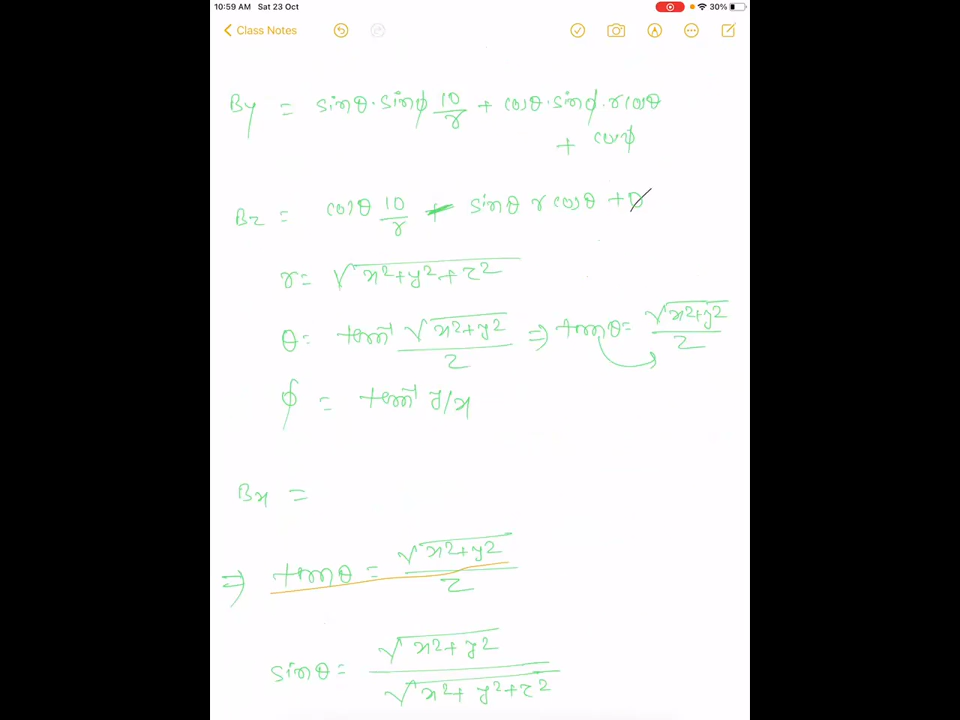 10:59 AM Sat 23 Oct 30%
Class Notes
By = sinθ·sinϕ 10/r + cosθ·sinϕ·r cosθ
+ cosϕ
Bz = cosθ 10/r - sinθ r cosθ + 0
r = √x²+y²+z²
θ = tan⁻¹ √x²+y²/z ⇒ tanθ = √x²+y²/z
ϕ = tan⁻¹ y/x
Bx =
⇒ tanθ = √x²+y²/z
sinθ = √x²+y²/√x²+y²+z²